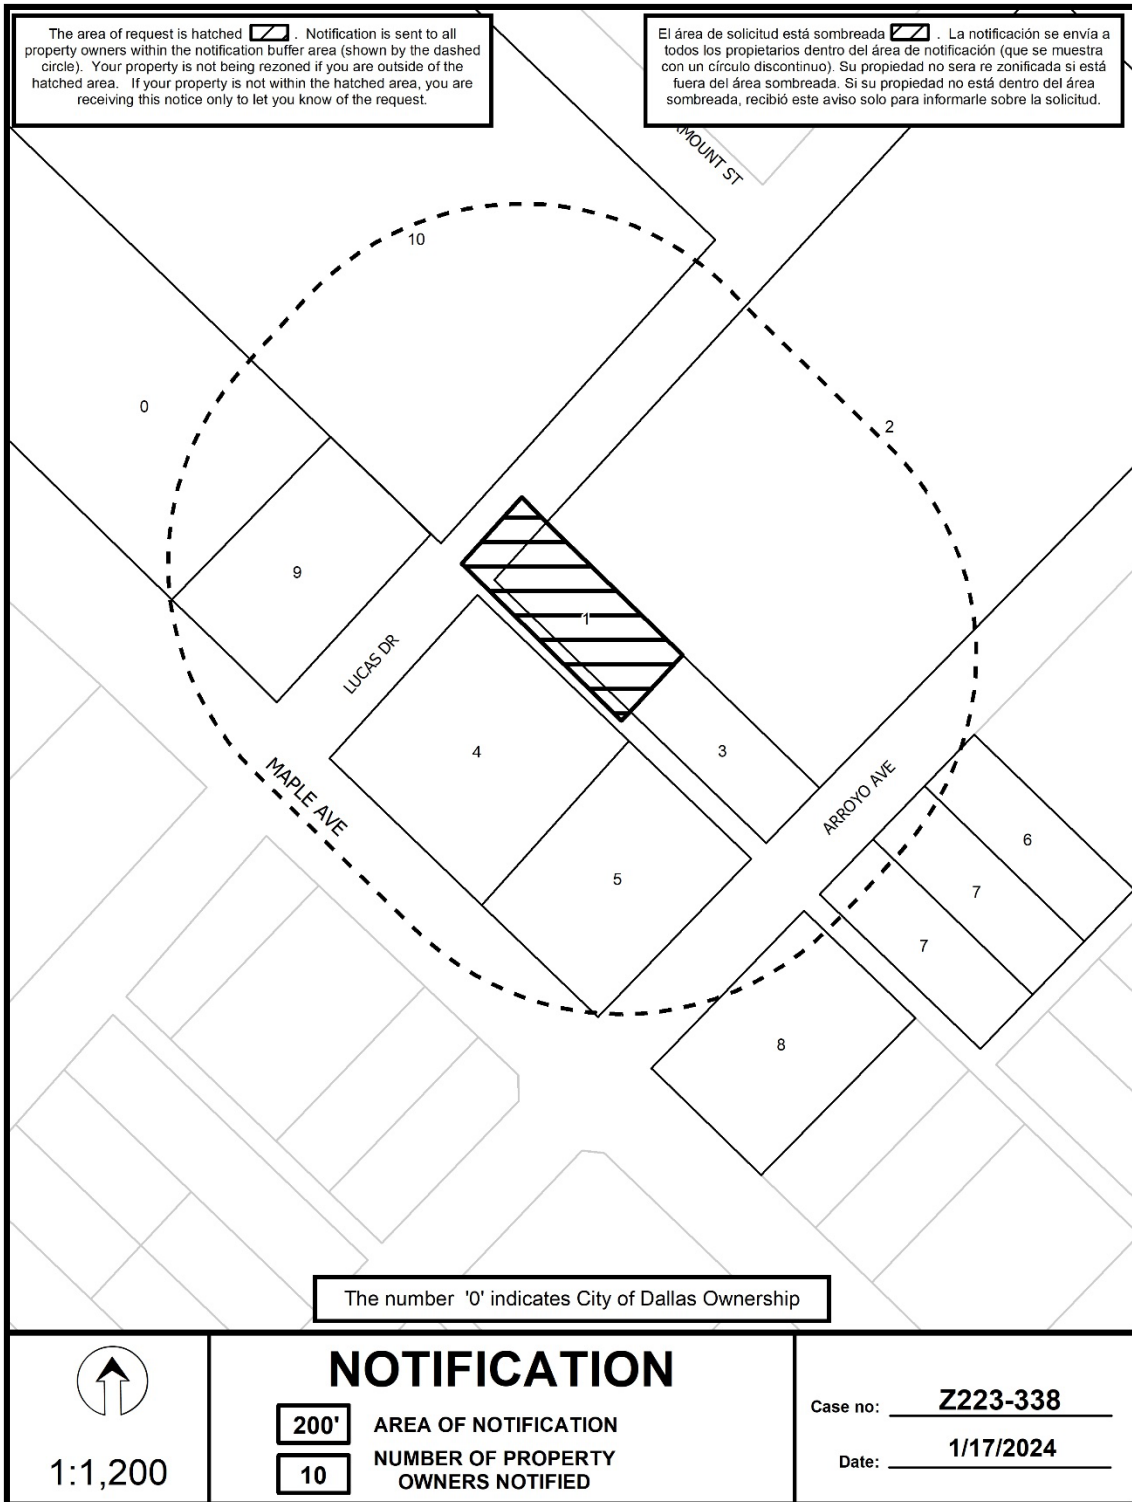 The area of request is hatched . Notification is sent to all
property owners within the notification buffer area (shown by the dashed
circle). Your property is not being rezoned if you are outside of the
hatched area. If your property is not within the hatched area, you are
receiving this notice only to let you know of the request.
El área de solicitud está sombreada . La notificación se envía a
todos los propietarios dentro del área de notificación (que se muestra
con un círculo discontinuo). Su propiedad no sera re zonificada si está
fuera del área sombreada. Si su propiedad no está dentro del área
sombreada, recibió este aviso solo para informarle sobre la solicitud.
AMOUNT ST
10
0
2
9
1
LUCAS DR
4
3
MAPLE AVE
ARROYO AVE
6
5
7
7
8
The number '0' indicates City of Dallas Ownership
1:1,200
NOTIFICATION
200' AREA OF NOTIFICATION
10 NUMBER OF PROPERTY
OWNERS NOTIFIED
Case no: Z223-338
Date: 1/17/2024